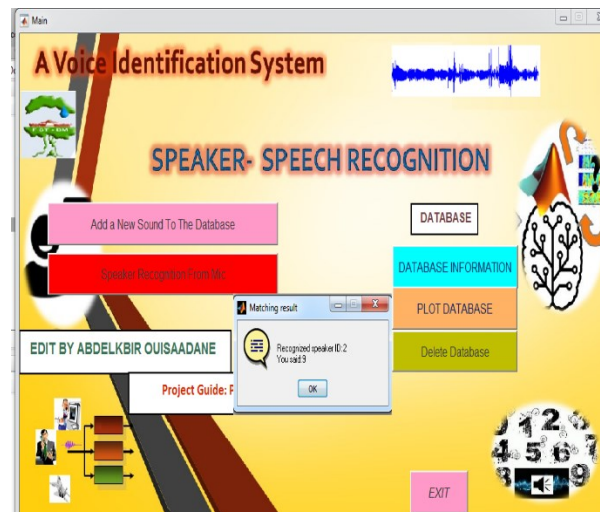 Main
A Voice Identification System
SPEAKER- SPEECH RECOGNITION
Add a New Sound To The Database
Speaker Recognition From Mic
DATABASE
DATABASE INFORMATION
PLOT DATABASE
Delete Database
Matching result
Recognized speaker ID:2
You said:9
OK
EDIT BY ABDELKBIR OUISAADANE
Project Guide:
EXIT